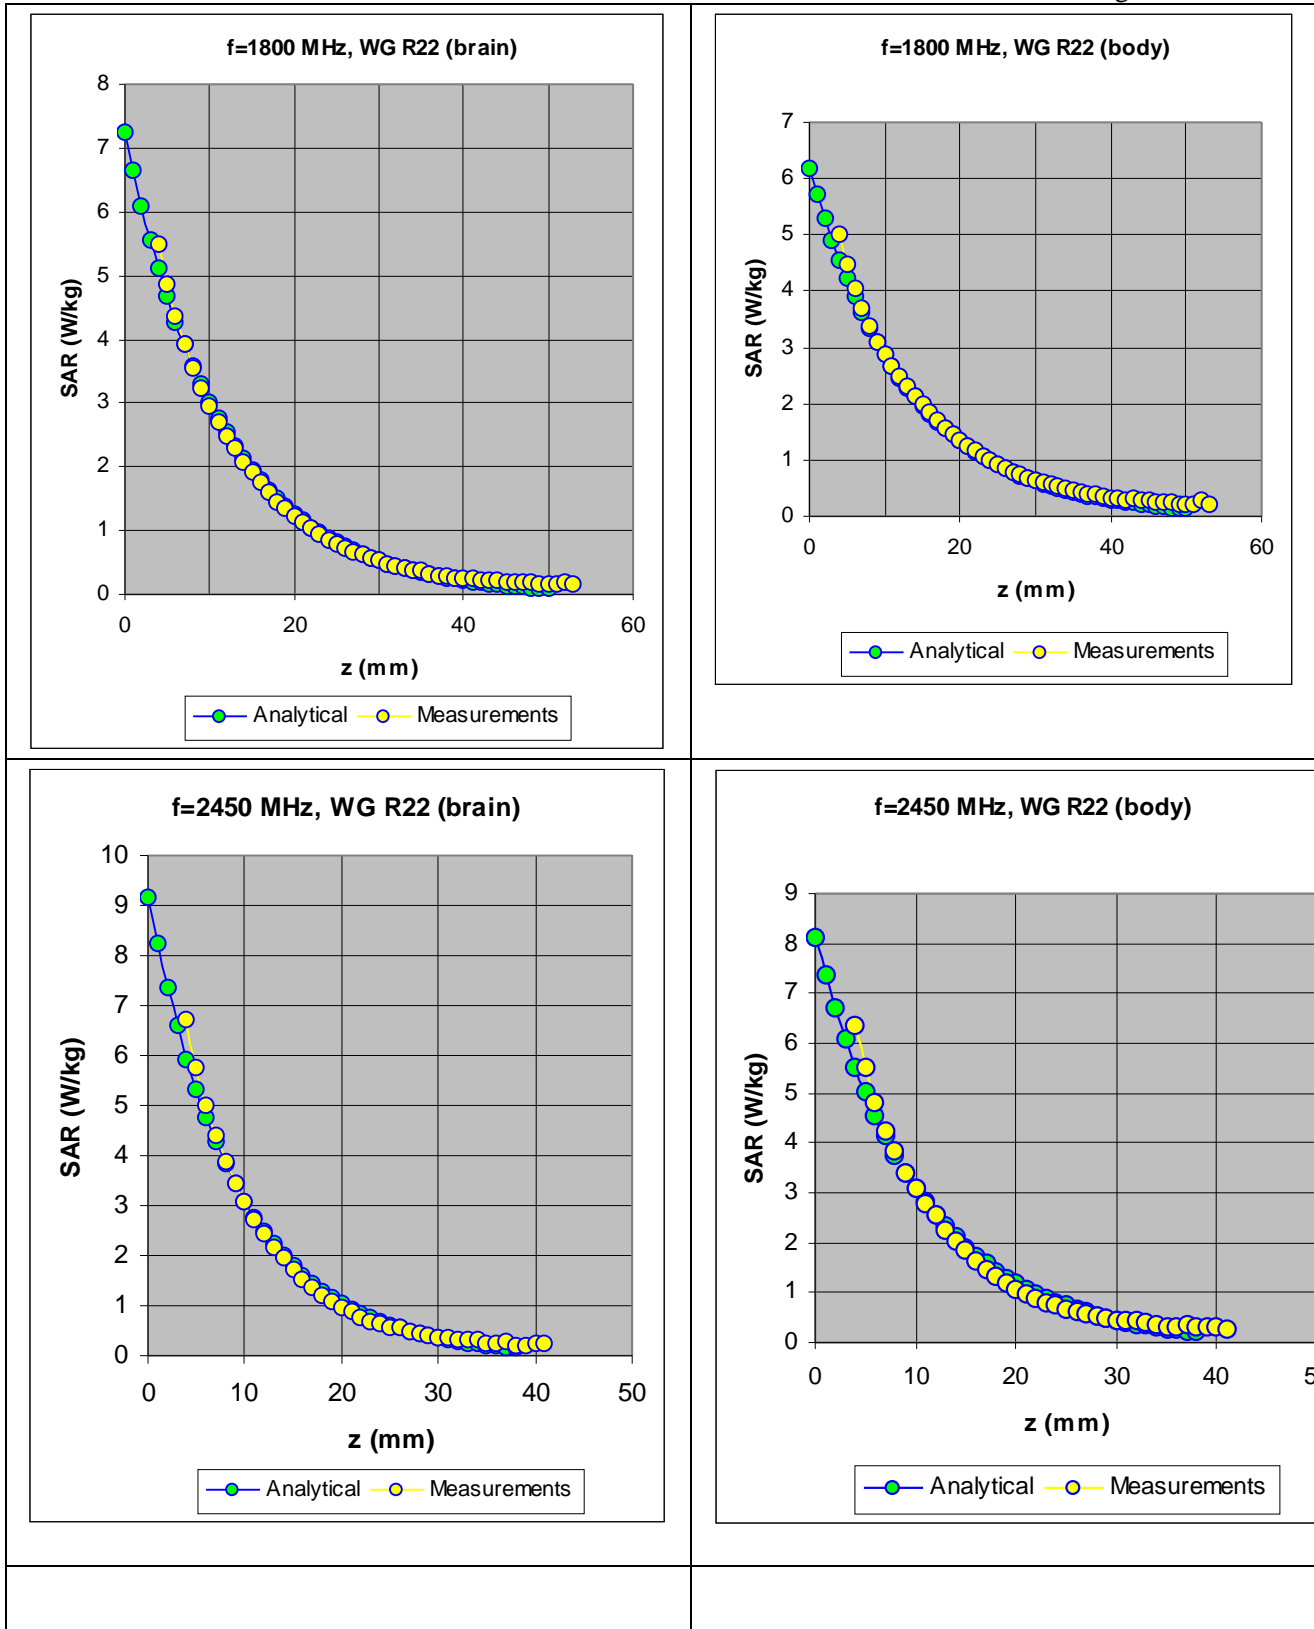 f=1800 MHz, WG R22 (brain)
8
7
6
5
4
3
2
1
0
SAR (W/kg)
0 20 40 60
z (mm)
Analytical Measurements
f=1800 MHz, WG R22 (body)
7
6
5
4
3
2
1
0
SAR (W/kg)
0 20 40 60
z (mm)
Analytical Measurements
f=2450 MHz, WG R22 (brain)
10
9
8
7
6
5
4
3
2
1
0
SAR (W/kg)
0 10 20 30 40 50
z (mm)
Analytical Measurements
f=2450 MHz, WG R22 (body)
9
8
7
6
5
4
3
2
1
0
SAR (W/kg)
0 10 20 30 40
z (mm)
Analytical Measurements